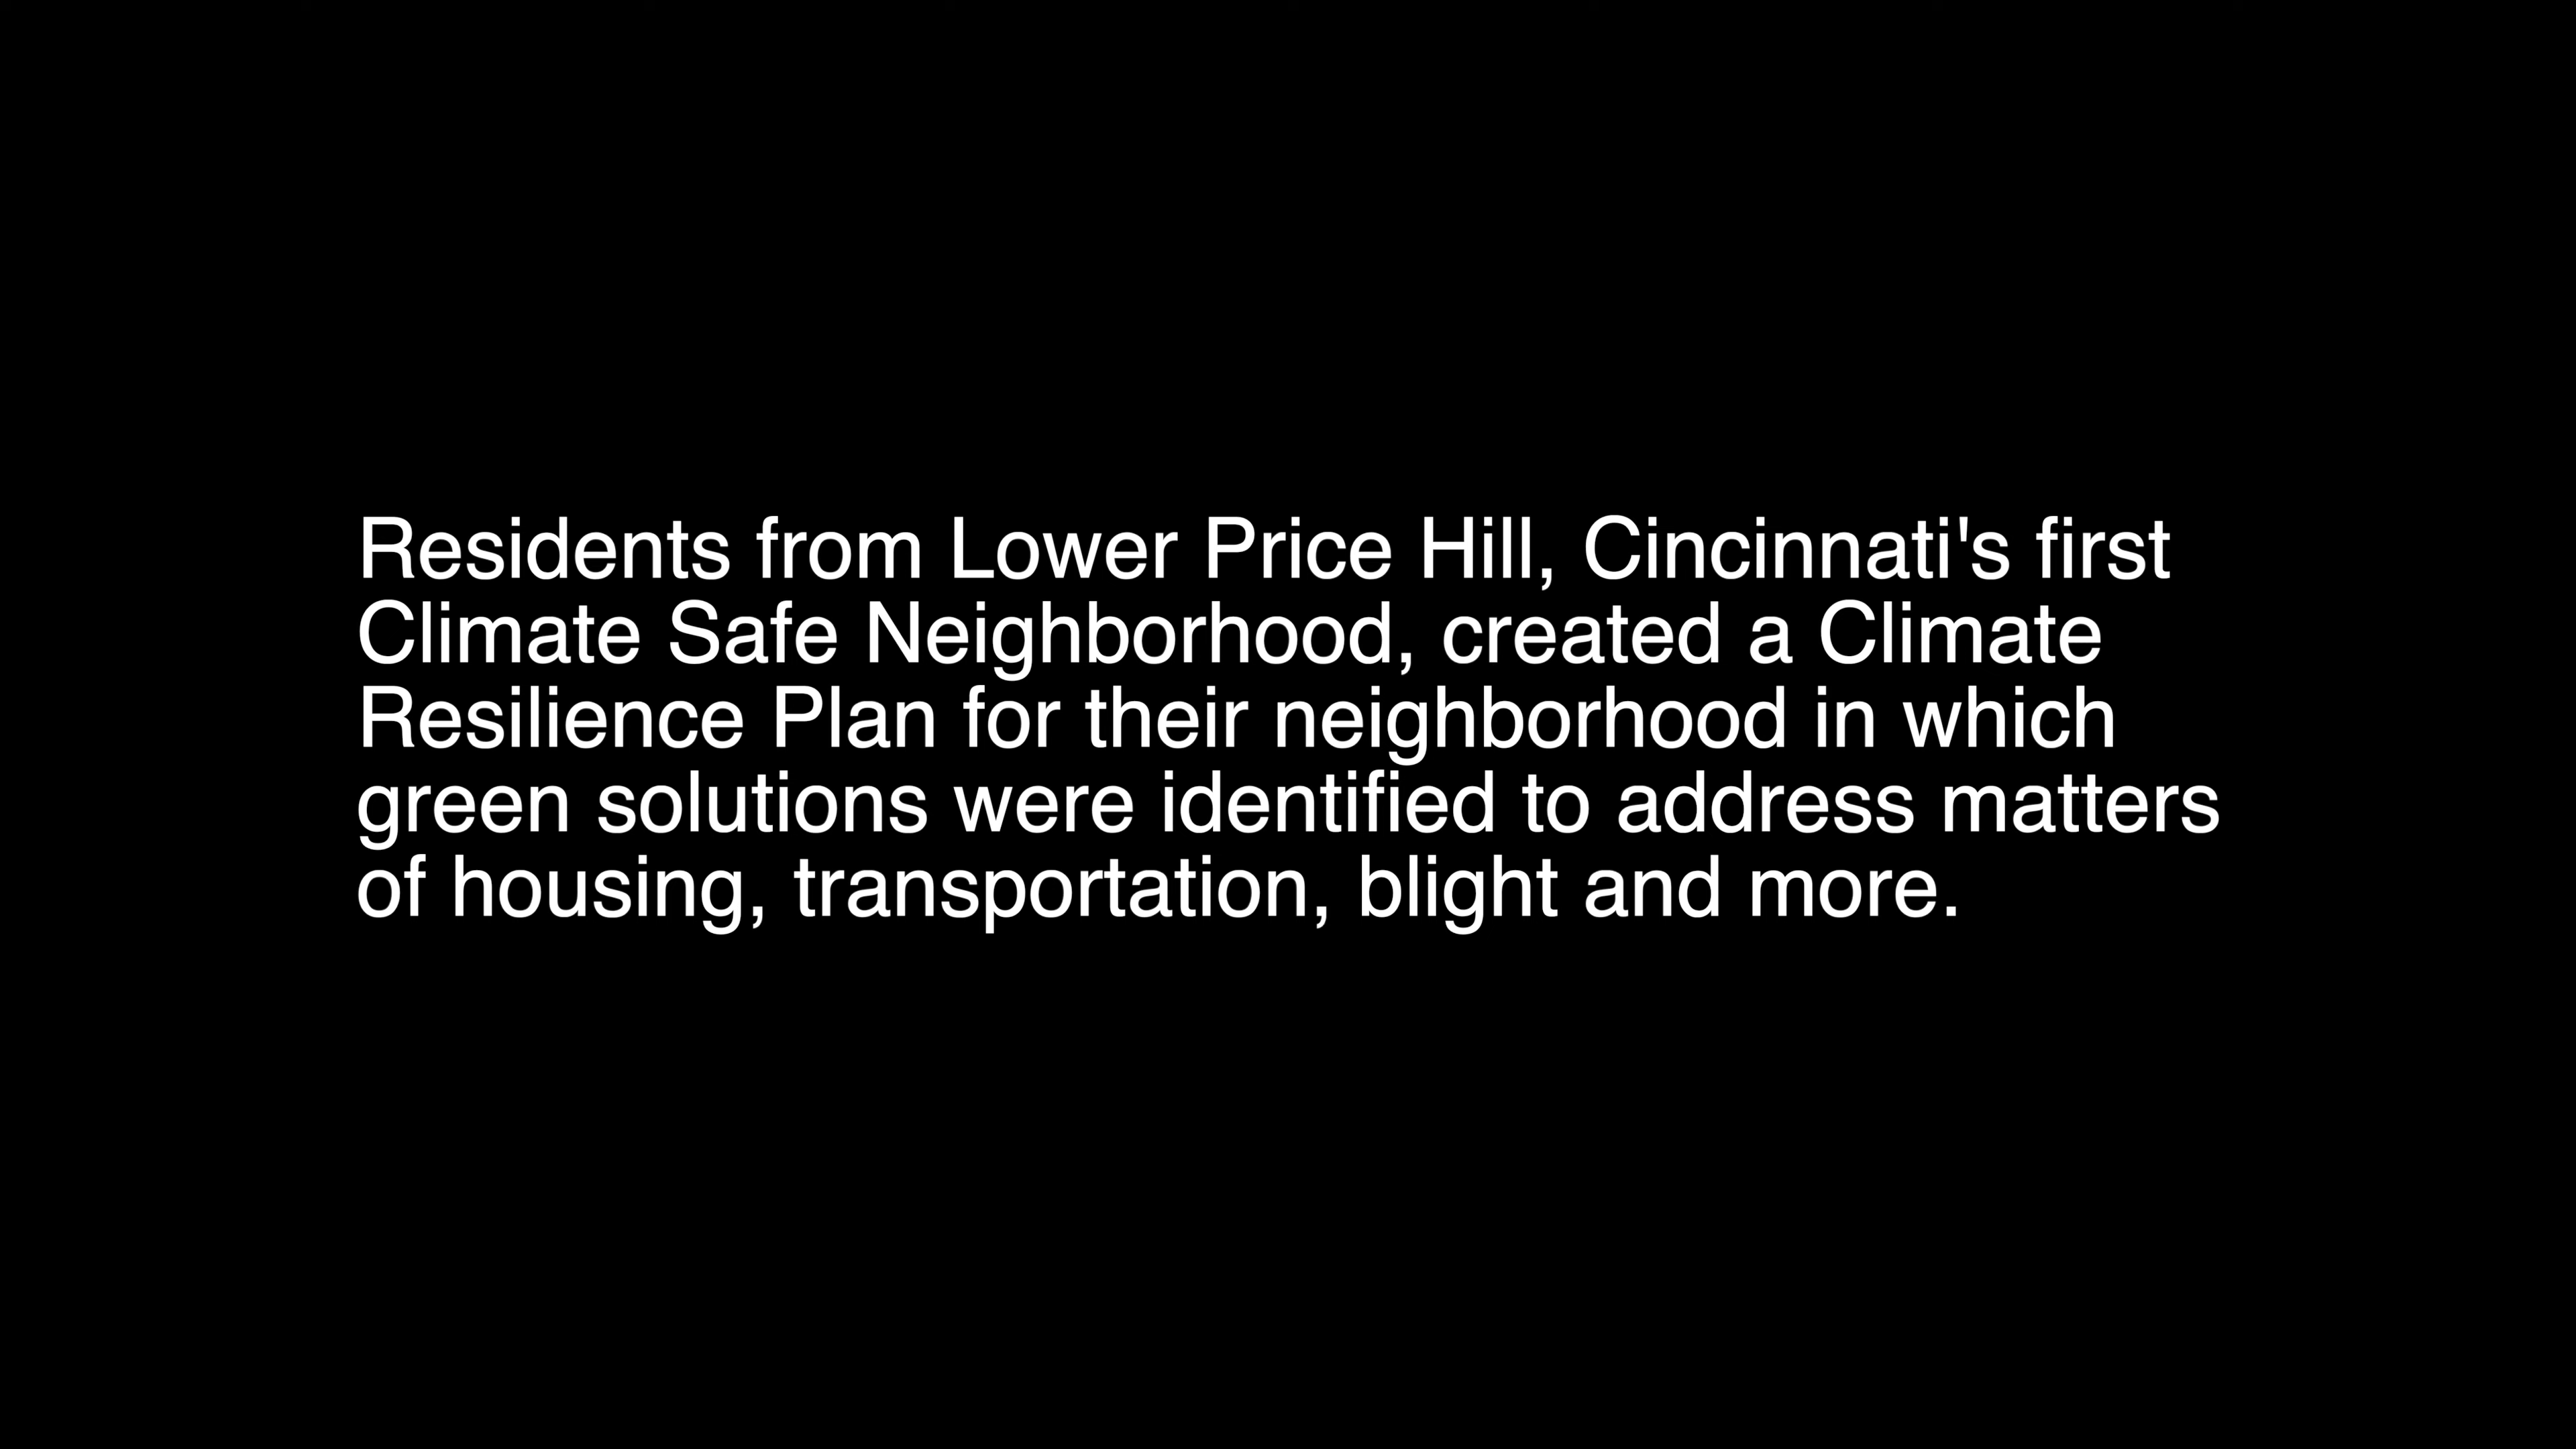 Residents from Lower Price Hill, Cincinnati's first
Climate Safe Neighborhood, created a Climate
Resilience Plan for their neighborhood in which
green solutions were identified to address matters
of housing, transportation, blight and more.